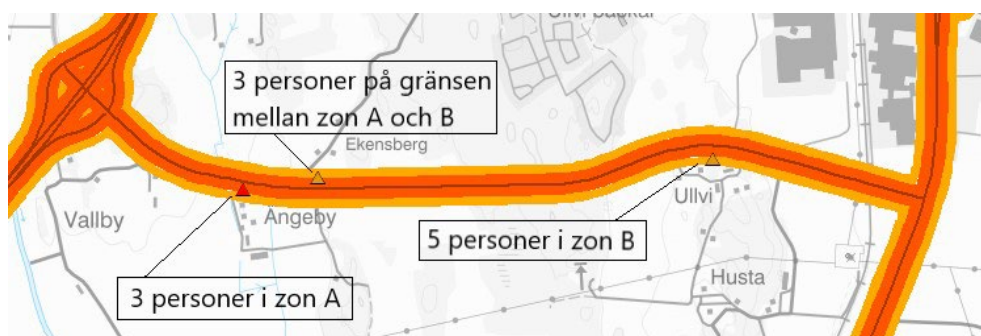 Ullvi backar
3 personer på gränsen
mellan zon A och B
Ekensberg
Vallby
Ängeby
Ullvi
5 personer i zon B
Husta
3 personer i zon A